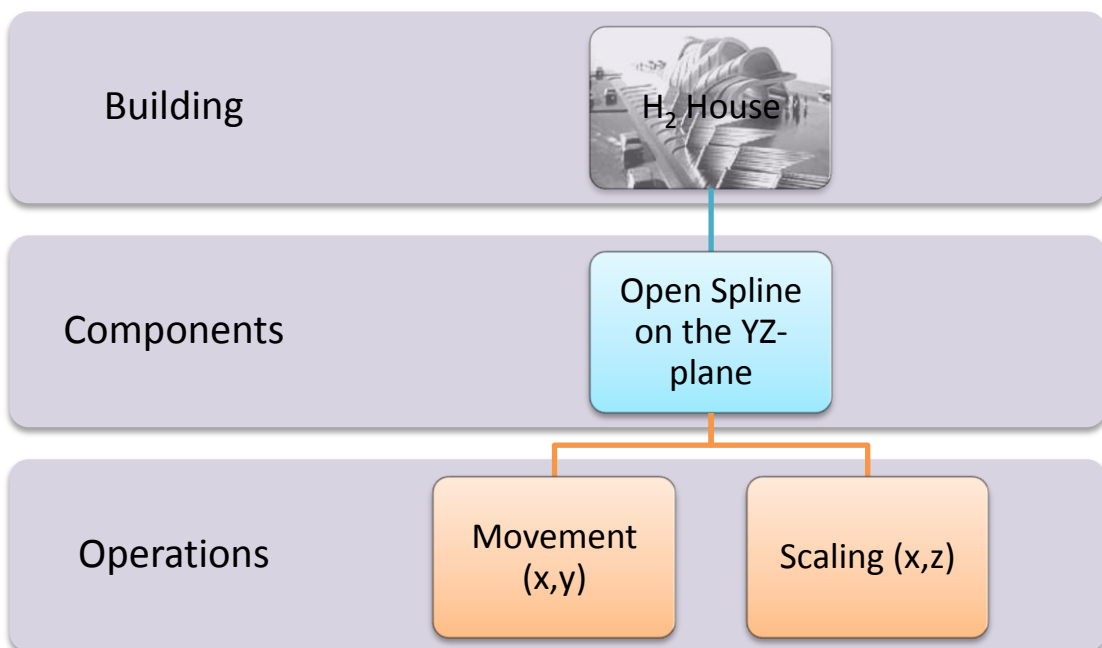 Building
H₂ House
Components
Open Spline
on the YZ-
plane
Operations
Movement
(x,y)
Scaling (x,z)